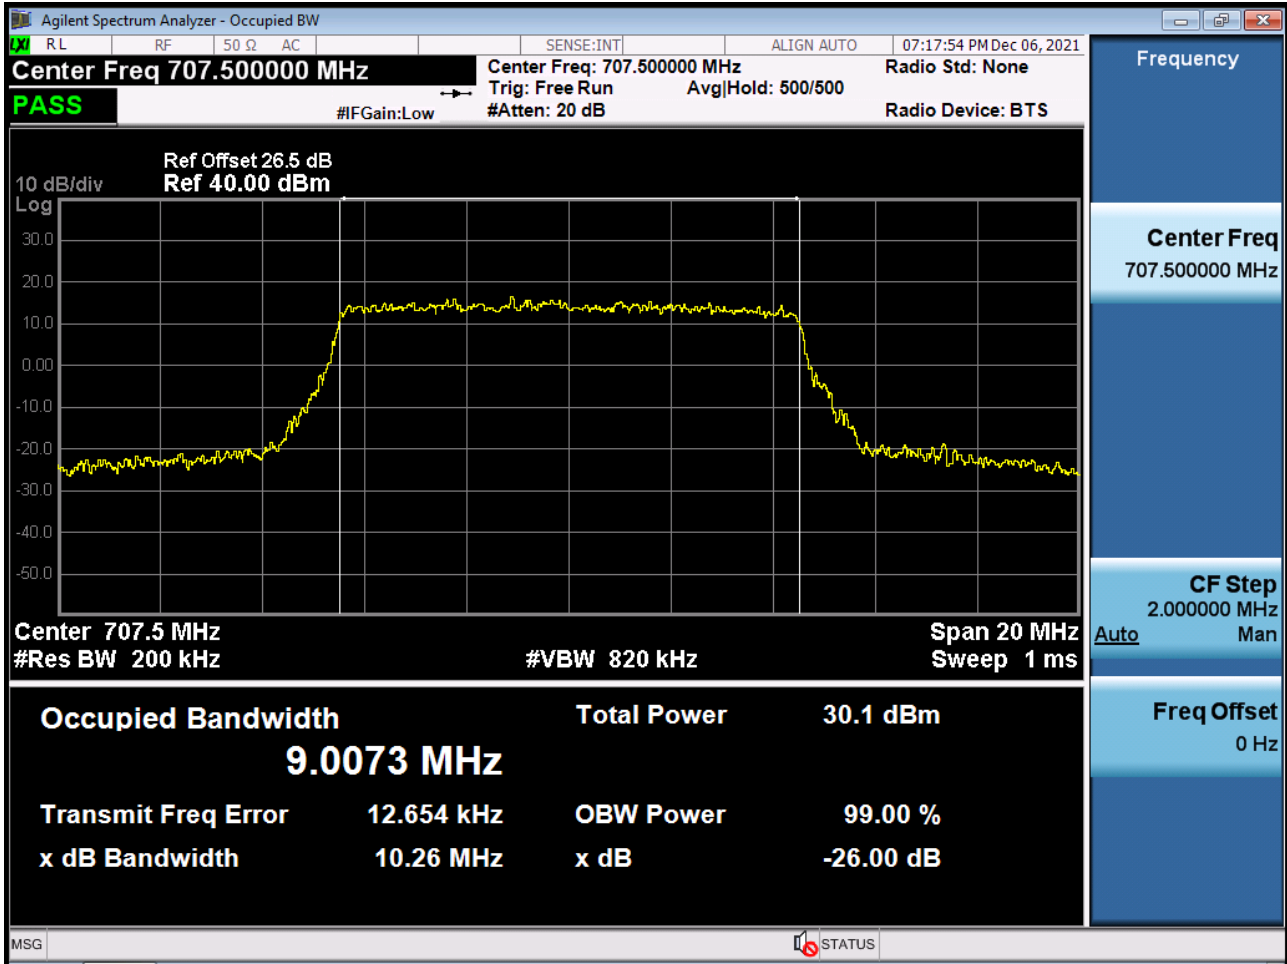 Agilent Spectrum Analyzer - Occupied BW
LXI RL RF 50 Ω AC SENSE:INT ALIGN AUTO 07:17:54 PM Dec 06, 2021
Center Freq 707.500000 MHz
Center Freq: 707.500000 MHz
Radio Std: None
Trig: Free Run Avg|Hold: 500/500
PASS
#IFGain:Low
#Atten: 20 dB
Radio Device: BTS
Ref Offset 26.5 dB
10 dB/div Ref 40.00 dBm
Log
30.0
20.0
10.0
0.00
-10.0
-20.0
-30.0
-40.0
-50.0
Center 707.5 MHz Span 20 MHz
#Res BW 200 kHz #VBW 820 kHz Sweep 1 ms
Occupied Bandwidth Total Power 30.1 dBm
9.0073 MHz
Transmit Freq Error 12.654 kHz OBW Power 99.00 %
x dB Bandwidth 10.26 MHz x dB -26.00 dB
MSG STATUS
Frequency
Center Freq
707.500000 MHz
CF Step
2.000000 MHz
Auto Man
Freq Offset
0 Hz